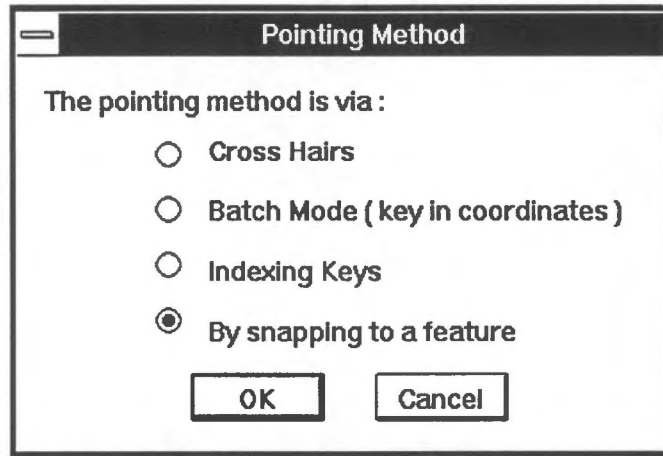 Pointing Method
The pointing method is via :
Cross Hairs
Batch Mode ( key in coordinates )
Indexing Keys
By snapping to a feature
OK
Cancel